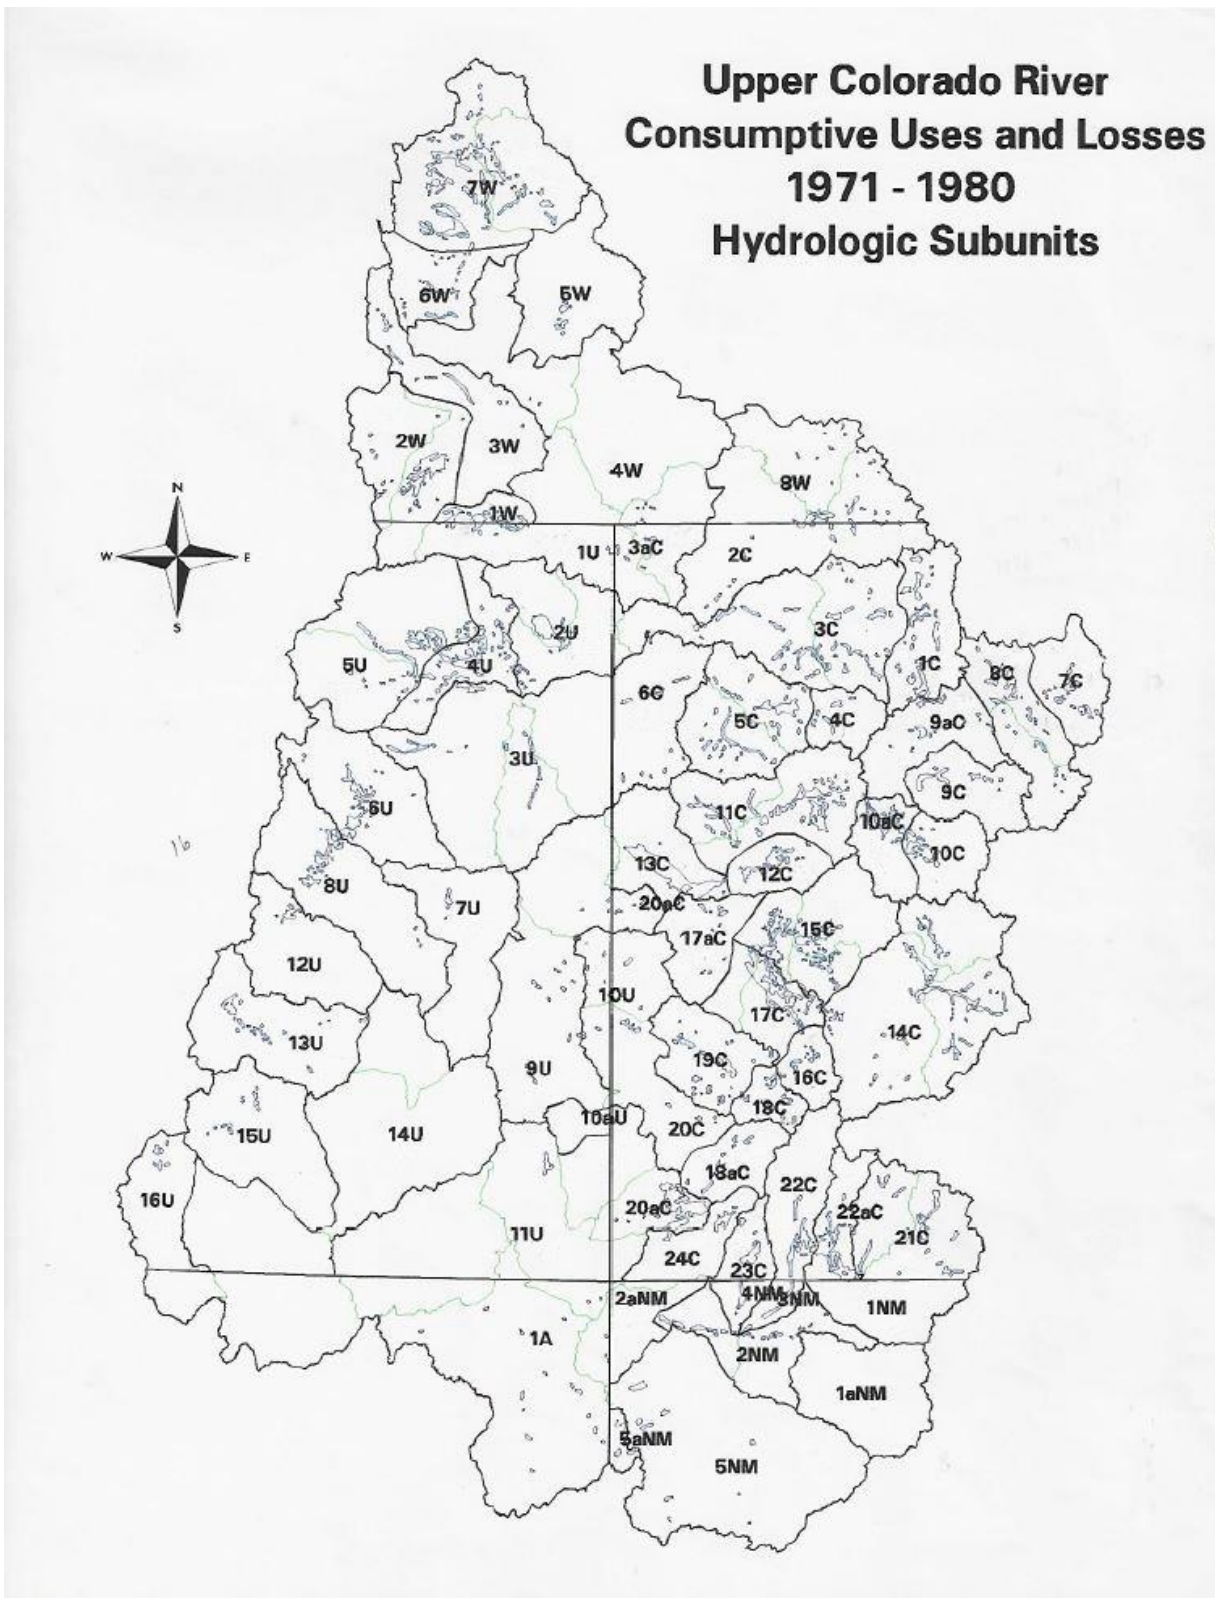 Upper Colorado River
Consumptive Uses and Losses
1971 - 1980
Hydrologic Subunits
7W
6W
5W
2W
3W
4W
8W
1W
N
W
E
S
1U
3aC
2C
5U
4U
2U
3C
1C
8C
7C
6C
5C
4C
9aC
3U
6U
11C
9C
10aC
10C
13C
12C
8U
7U
20aC
17aC
15C
12U
10U
17C
14C
13U
9U
19C
16C
18C
10aU
20C
15U
14U
18aC
16U
22C
20aC
22aC
11U
21C
24C
23C
2aNM
4NM
3NM
1NM
1A
2NM
1aNM
5aNM
5NM
16